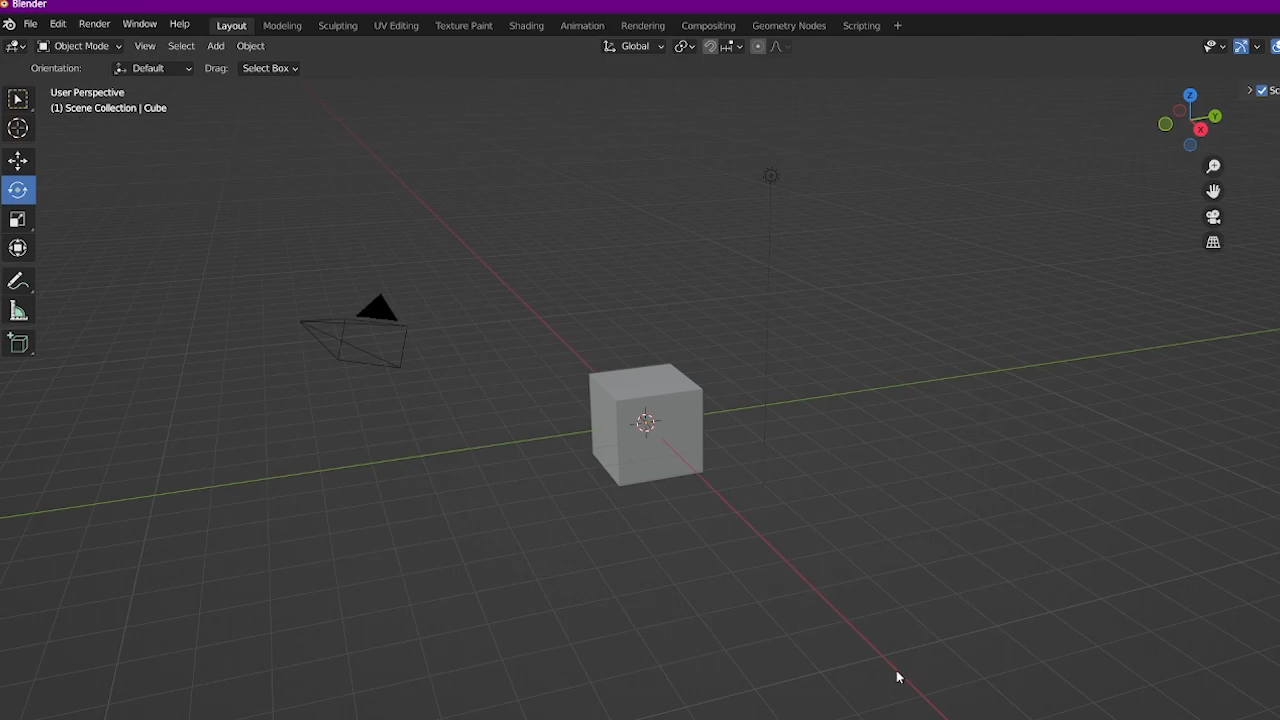 Blender
File Edit Render Window Help Layout Modeling Sculpting UV Editing Texture Paint Shading Animation Rendering Compositing Geometry Nodes Scripting +
Object Mode View Select Add Object Global
Orientation: Default Drag: Select Box
User Perspective
(1) Scene Collection | Cube
Sc
Z
Y
X